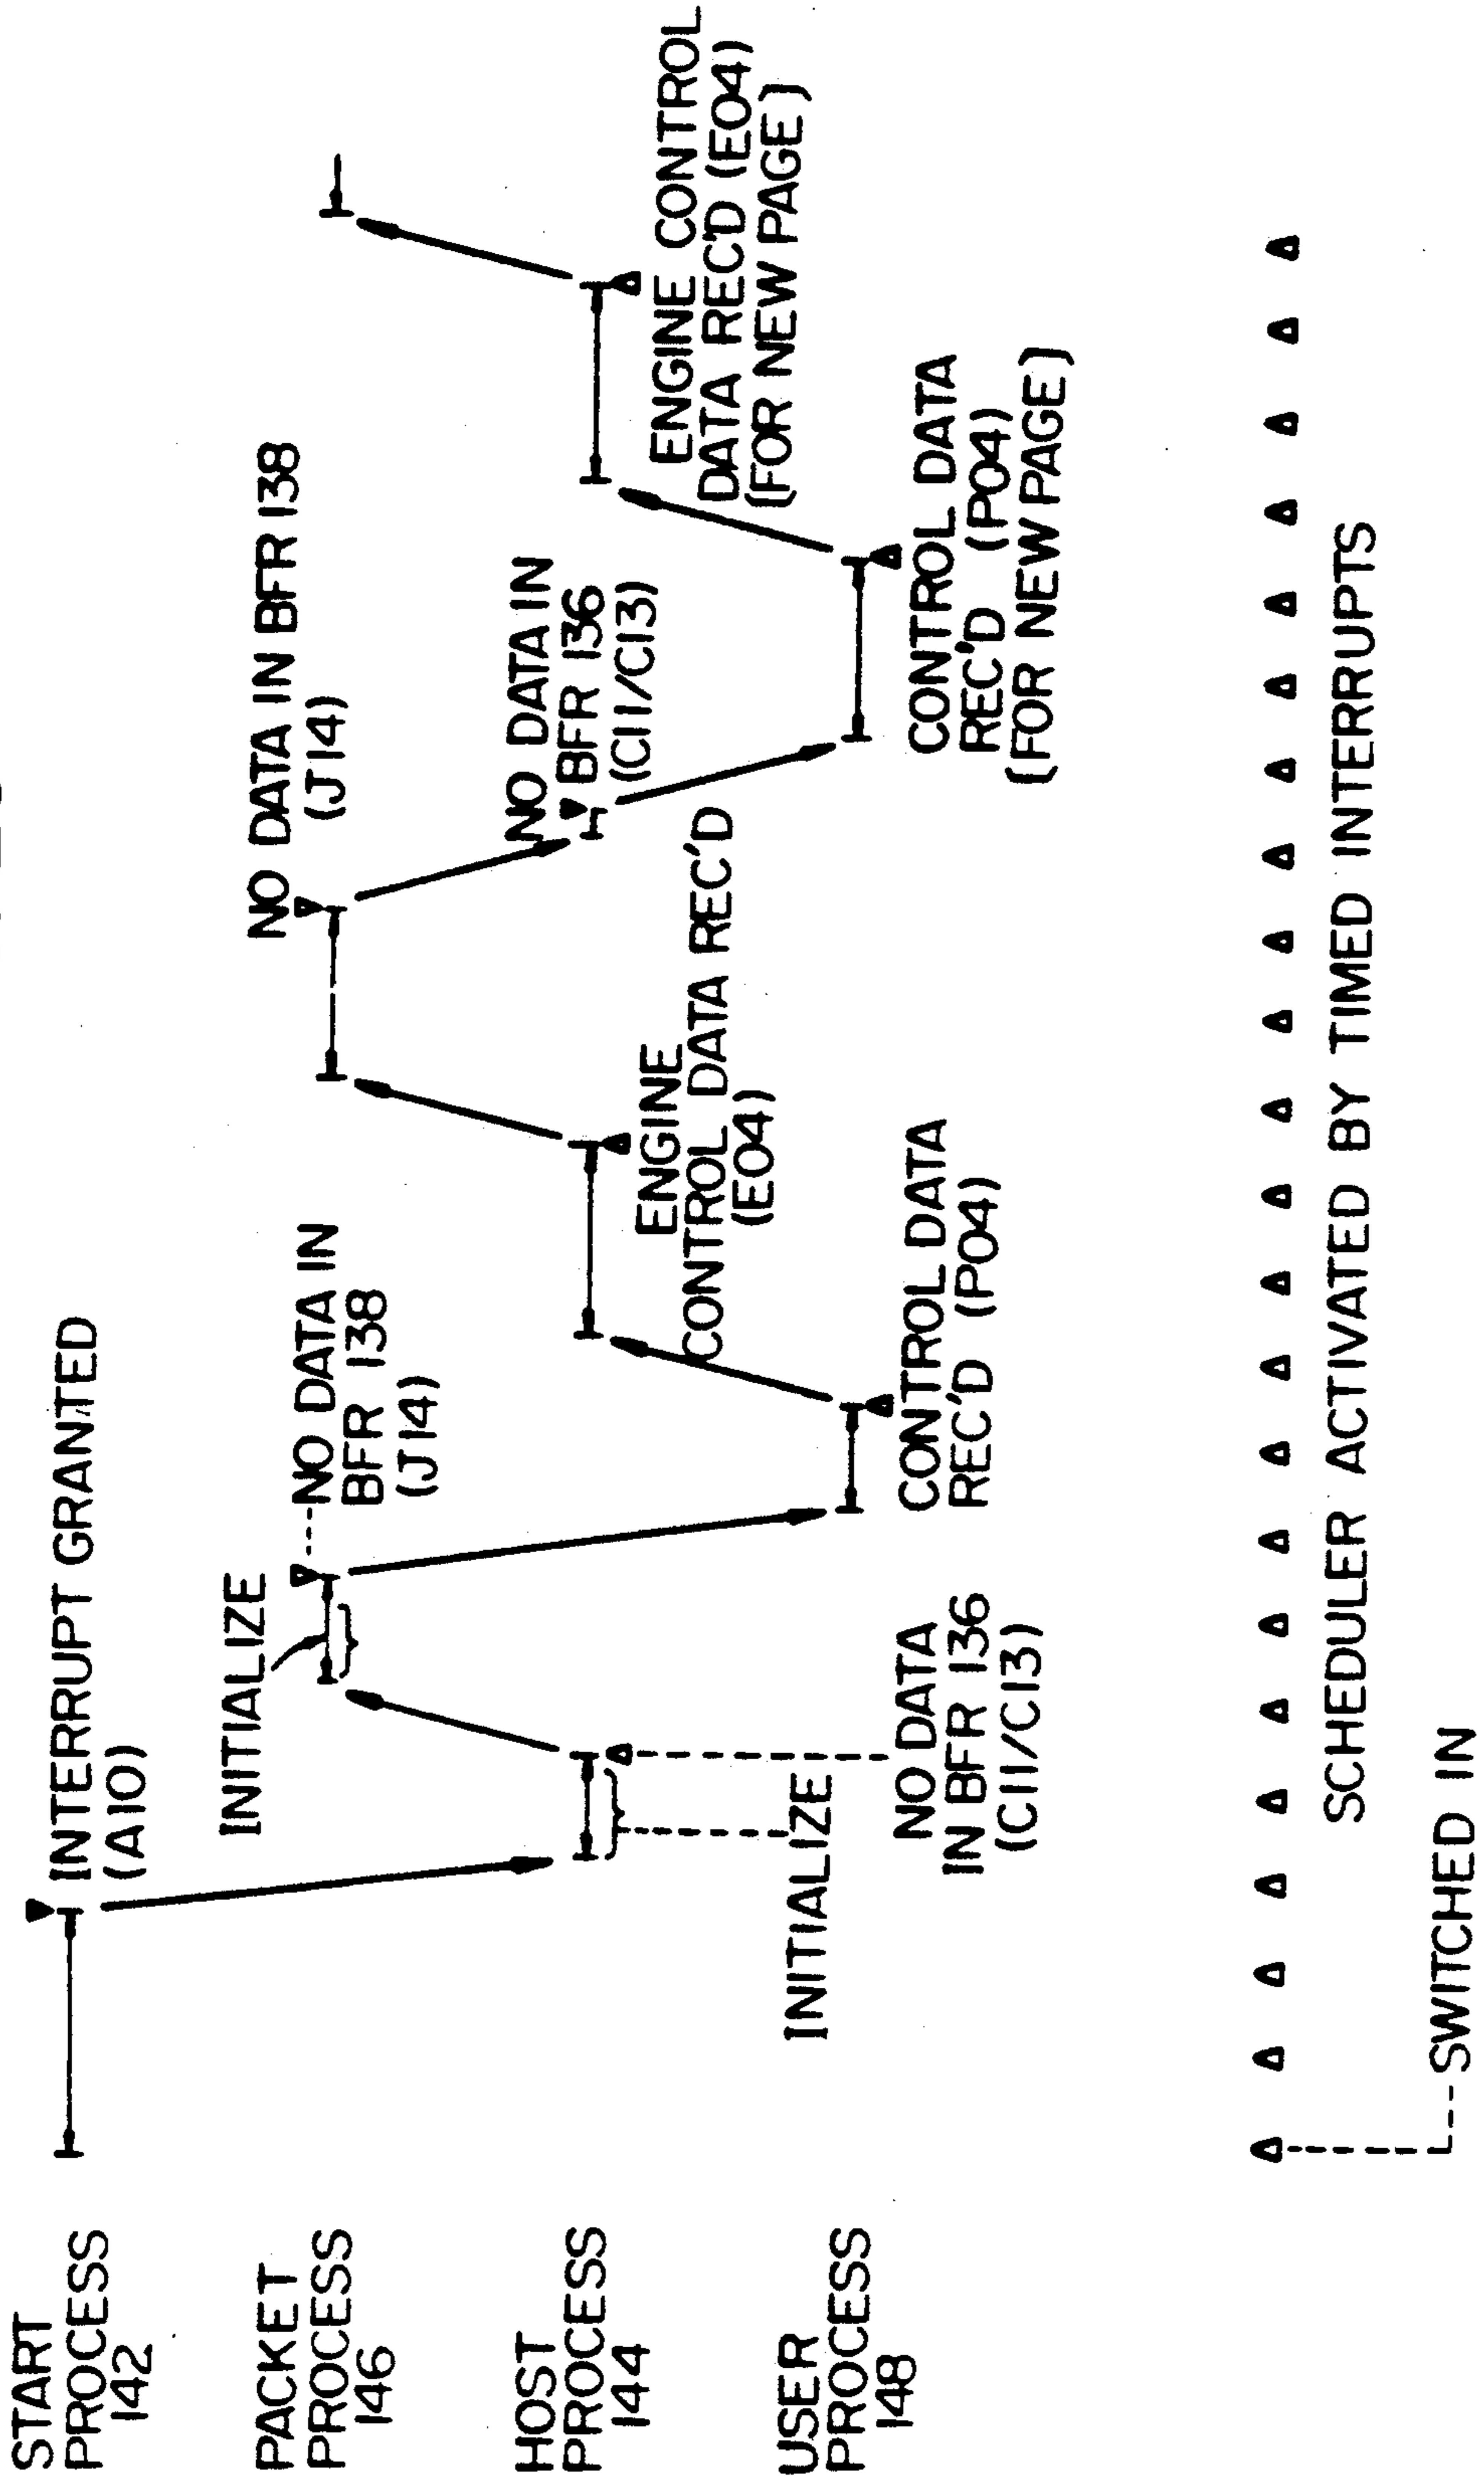 START
PROCESS
142
INTERRUPT GRANTED
(A10)
PACKET
PROCESS
146
INITIALIZE
NO DATA IN
BFR 138
(J14)
NO DATA IN BFR 138
(J14)
HOST
PROCESS
144
INITIALIZE
NO DATA
IN BFR 136
(C11/C13)
ENGINE
CONTROL DATA REC'D
(E04)
NO DATA IN
BFR 136
(C11/C13)
ENGINE CONTROL
DATA REC'D (E04)
(FOR NEW PAGE)
USER
PROCESS
148
CONTROL DATA
REC'D (P04)
CONTROL DATA
REC'D (P04)
(FOR NEW PAGE)
SCHEDULER ACTIVATED BY TIMED INTERRUPTS
SWITCHED IN